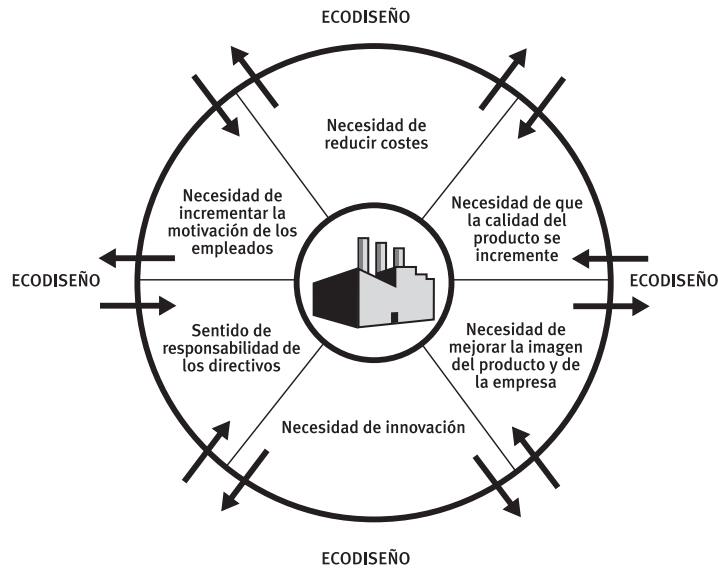 ECODISEÑO
Necesidad de
reducir costes
Necesidad de
incrementar la
motivación de los
empleados
Necesidad de que
la calidad del
producto se
incremente
ECODISEÑO
ECODISEÑO
Sentido de
responsabilidad de
los directivos
Necesidad de
mejorar la imagen
del producto y de
la empresa
Necesidad de innovación
ECODISEÑO